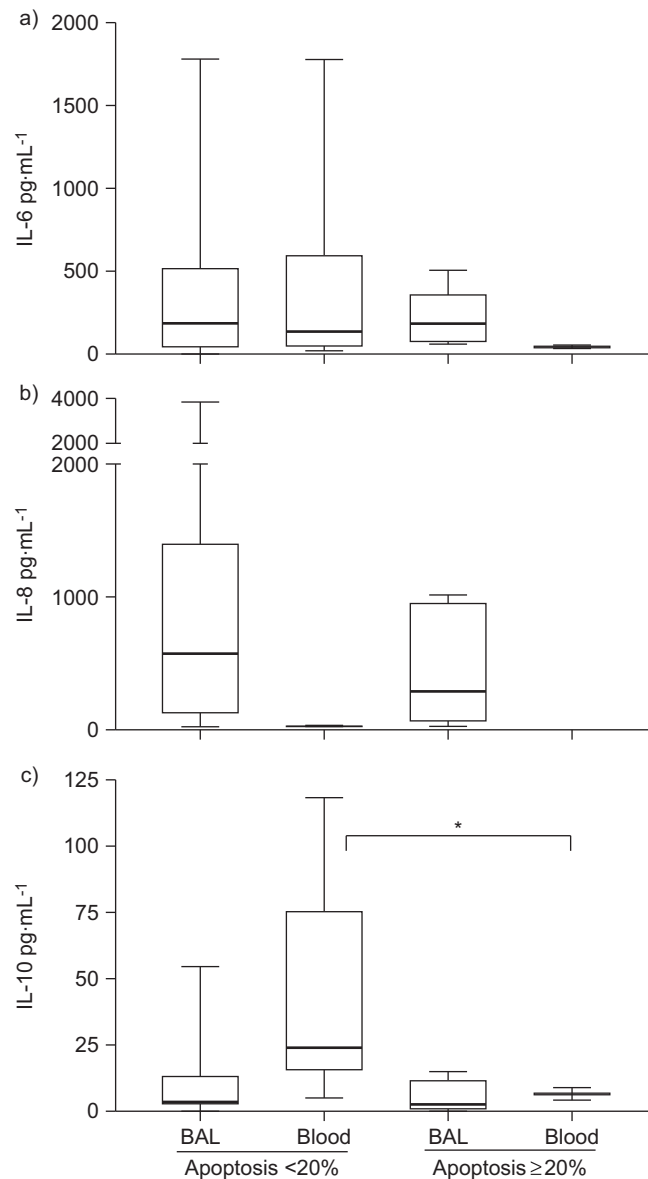 a)
2000
1500
1000
500
0
IL-6 pg·mL⁻¹
b)
4000
2000
2000
1000
0
IL-8 pg·mL⁻¹
c)
125
100
75
50
25
0
IL-10 pg·mL⁻¹
*
BAL Blood BAL Blood
Apoptosis <20% Apoptosis ≥20%